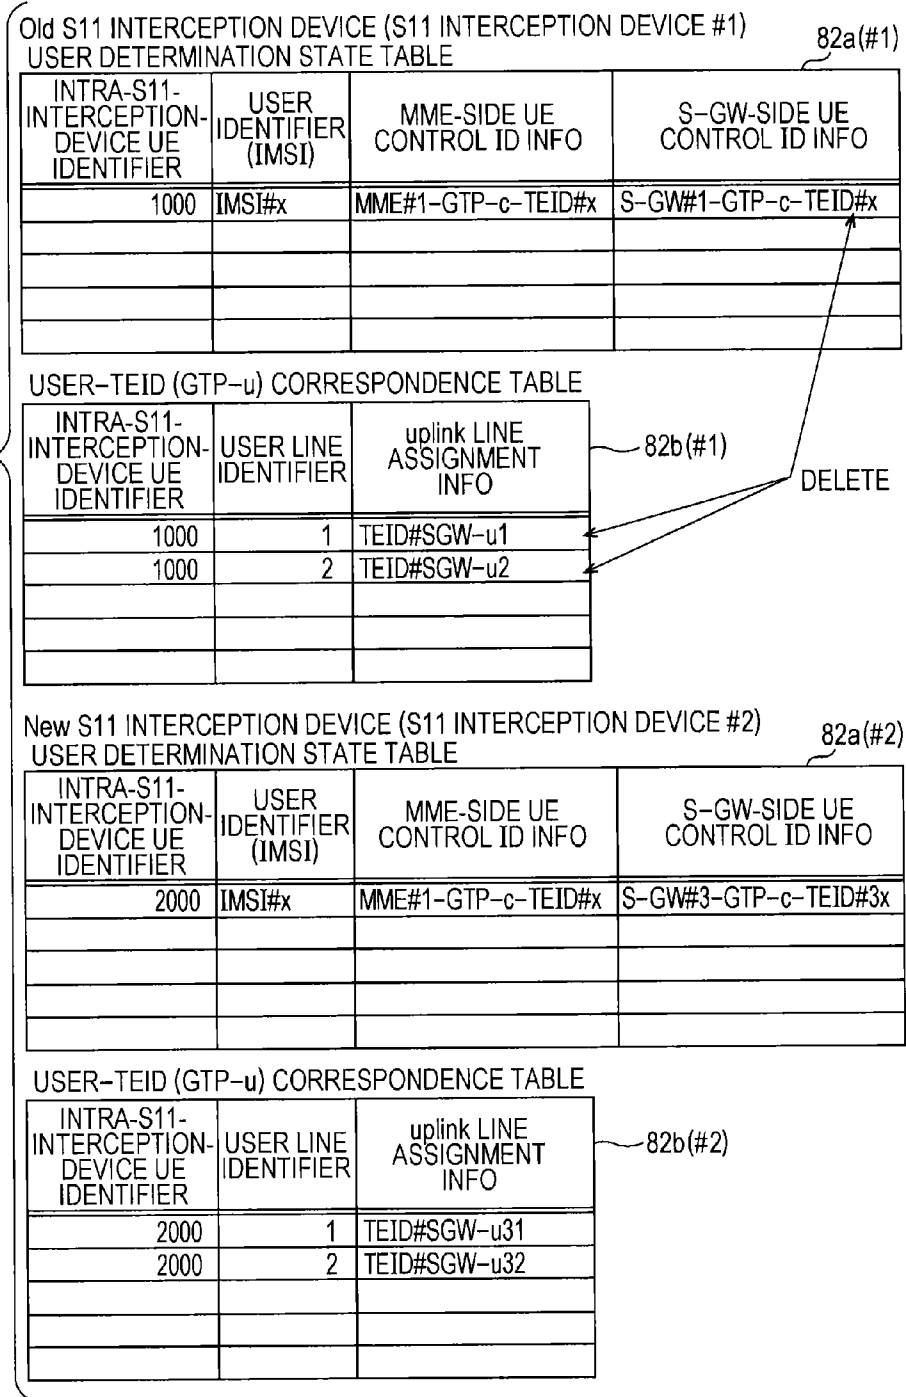 Old S11 INTERCEPTION DEVICE (S11 INTERCEPTION DEVICE #1)
USER DETERMINATION STATE TABLE
82a(#1)
INTRA-S11-
INTERCEPTION-
DEVICE UE
IDENTIFIER
USER
IDENTIFIER
(IMSI)
MME-SIDE UE
CONTROL ID INFO
S-GW-SIDE UE
CONTROL ID INFO
1000 IMSI#x MME#1-GTP-c-TEID#x S-GW#1-GTP-c-TEID#x
USER-TEID (GTP-u) CORRESPONDENCE TABLE
INTRA-S11-
INTERCEPTION-
DEVICE UE
IDENTIFIER
USER LINE
IDENTIFIER
uplink LINE
ASSIGNMENT
INFO
82b(#1)
DELETE
1000 1 TEID#SGW-u1
1000 2 TEID#SGW-u2
New S11 INTERCEPTION DEVICE (S11 INTERCEPTION DEVICE #2)
USER DETERMINATION STATE TABLE
82a(#2)
INTRA-S11-
INTERCEPTION-
DEVICE UE
IDENTIFIER
USER
IDENTIFIER
(IMSI)
MME-SIDE UE
CONTROL ID INFO
S-GW-SIDE UE
CONTROL ID INFO
2000 IMSI#x MME#1-GTP-c-TEID#x S-GW#3-GTP-c-TEID#3x
USER-TEID (GTP-u) CORRESPONDENCE TABLE
INTRA-S11-
INTERCEPTION-
DEVICE UE
IDENTIFIER
USER LINE
IDENTIFIER
uplink LINE
ASSIGNMENT
INFO
82b(#2)
2000 1 TEID#SGW-u31
2000 2 TEID#SGW-u32